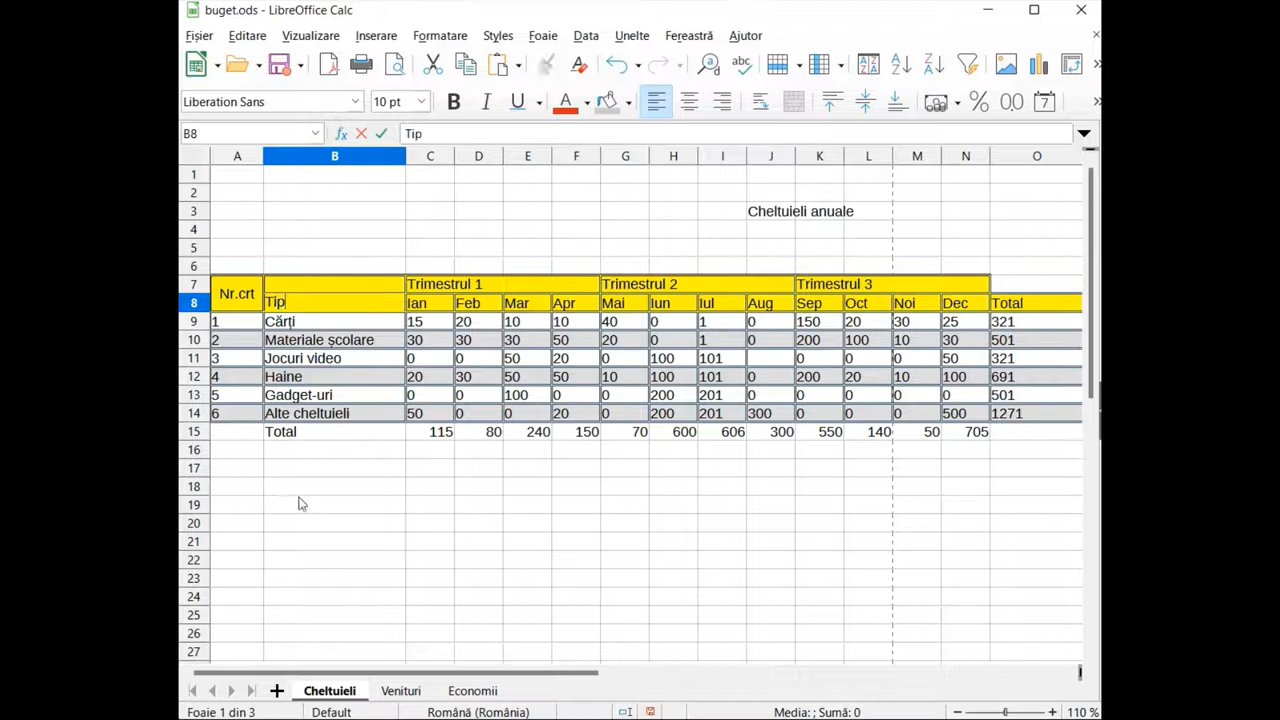 buget.ods - LibreOffice Calc
Fișier Editare Vizualizare Inserare Formatare Styles Foaie Data Unelte Fereastră Ajutor
Liberation Sans 10 pt
B8 Tip
A B C D E F G H I J K L M N O
1
2
3 Cheltuieli anuale
4
5
6
7 Nr.crt Trimestrul 1 Trimestrul 2 Trimestrul 3
8 Tip Ian Feb Mar Apr Mai Iun Iul Aug Sep Oct Noi Dec Total
9 1 Cărți 15 20 10 10 40 0 1 0 150 20 30 25 321
10 2 Materiale școlare 30 30 30 50 20 0 1 0 200 100 10 30 501
11 3 Jocuri video 0 0 50 20 0 100 101 0 0 0 50 321
12 4 Haine 20 30 50 50 10 100 101 0 200 20 10 100 691
13 5 Gadget-uri 0 0 100 0 0 200 201 0 0 0 0 0 501
14 6 Alte cheltuieli 50 0 0 20 0 200 201 300 0 0 0 500 1271
15 Total 115 80 240 150 70 600 606 300 550 140 50 705
16
17
18
19
20
21
22
23
24
25
26
27
Cheltuieli Venituri Economii
Foaie 1 din 3 Default Română (România) Media: ; Sumă: 0 110 %